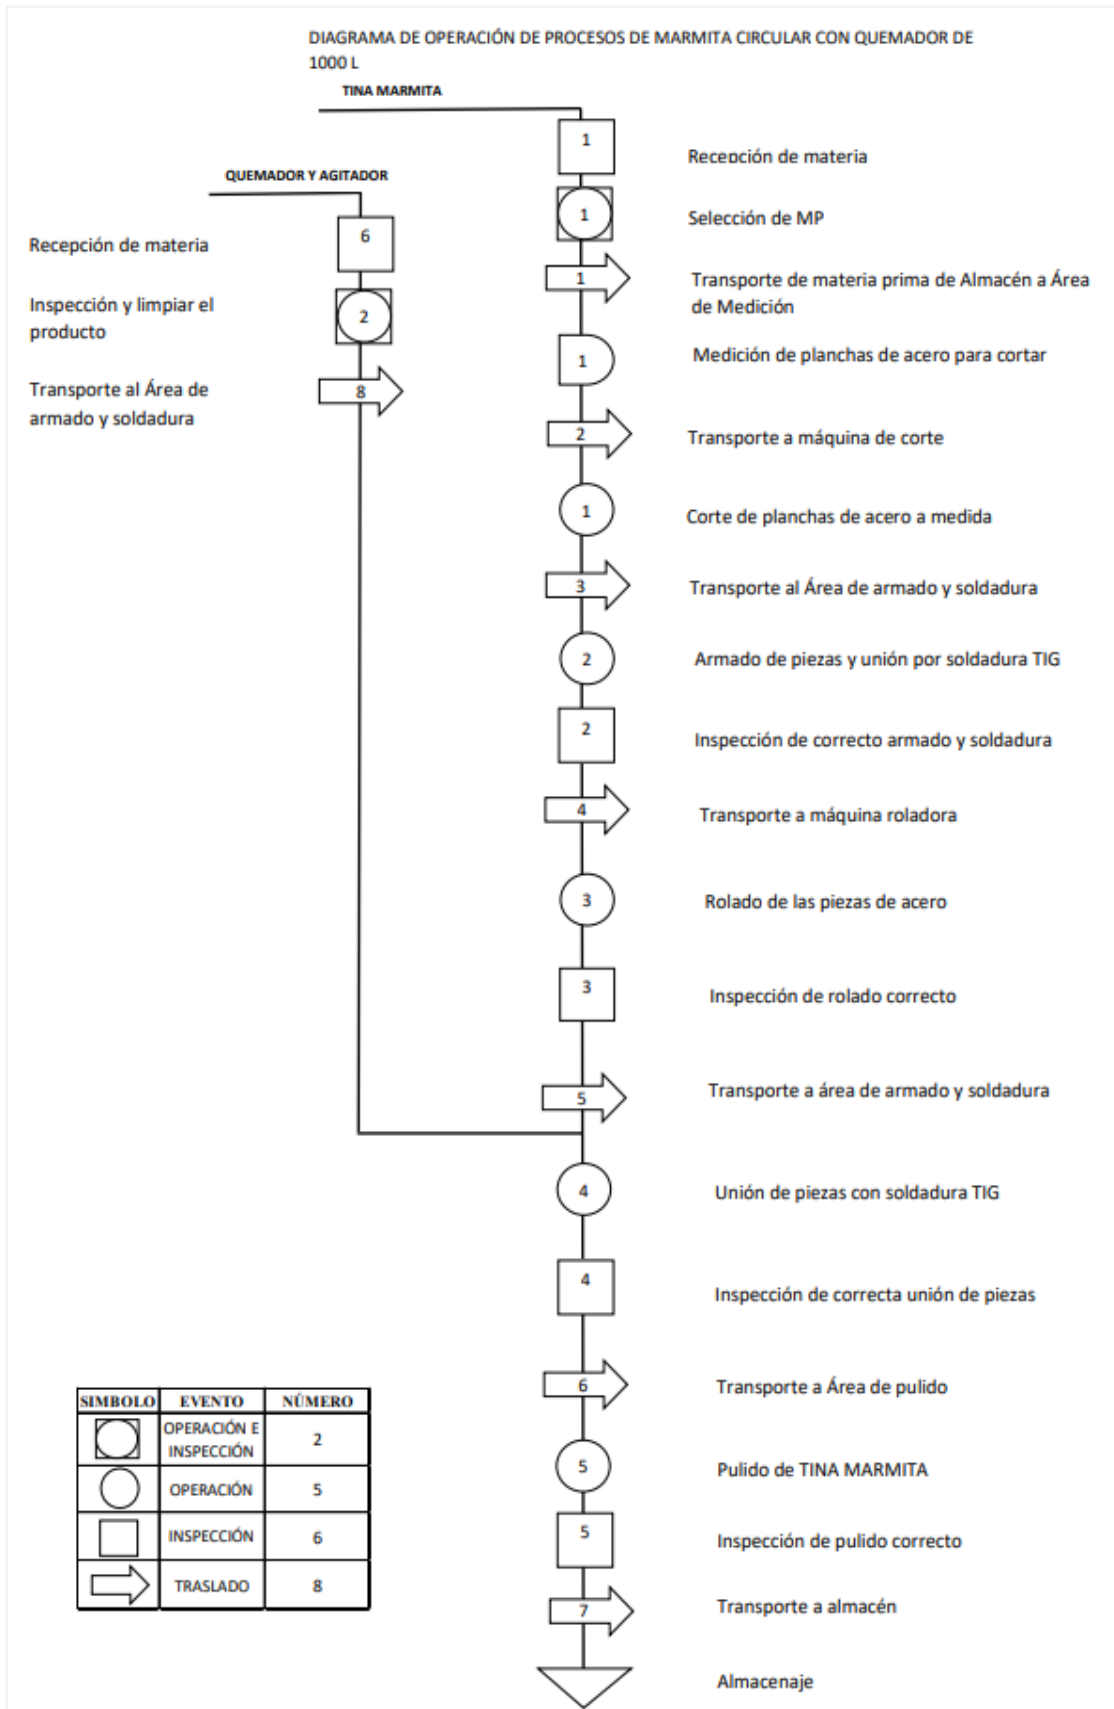 DIAGRAMA DE OPERACIÓN DE PROCESOS DE MARMITA CIRCULAR CON QUEMADOR DE
1000 L
TINA MARMITA
1
Recepción de materia
QUEMADOR Y AGITADOR
1
Selección de MP
6
Recepción de materia
1
Transporte de materia prima de Almacén a Área
de Medición
2
Inspección y limpiar el
producto
1
Medición de planchas de acero para cortar
8
Transporte al Área de
armado y soldadura
2
Transporte a máquina de corte
1
Corte de planchas de acero a medida
3
Transporte al Área de armado y soldadura
2
Armado de piezas y unión por soldadura TIG
2
Inspección de correcto armado y soldadura
4
Transporte a máquina roladora
3
Rolado de las piezas de acero
3
Inspección de rolado correcto
5
Transporte a área de armado y soldadura
4
Unión de piezas con soldadura TIG
4
Inspección de correcta unión de piezas
6
Transporte a Área de pulido
5
Pulido de TINA MARMITA
5
Inspección de pulido correcto
7
Transporte a almacén
Almacenaje
SIMBOLO EVENTO NÚMERO
OPERACIÓN E
INSPECCIÓN
2
OPERACIÓN 5
INSPECCIÓN 6
TRASLADO 8